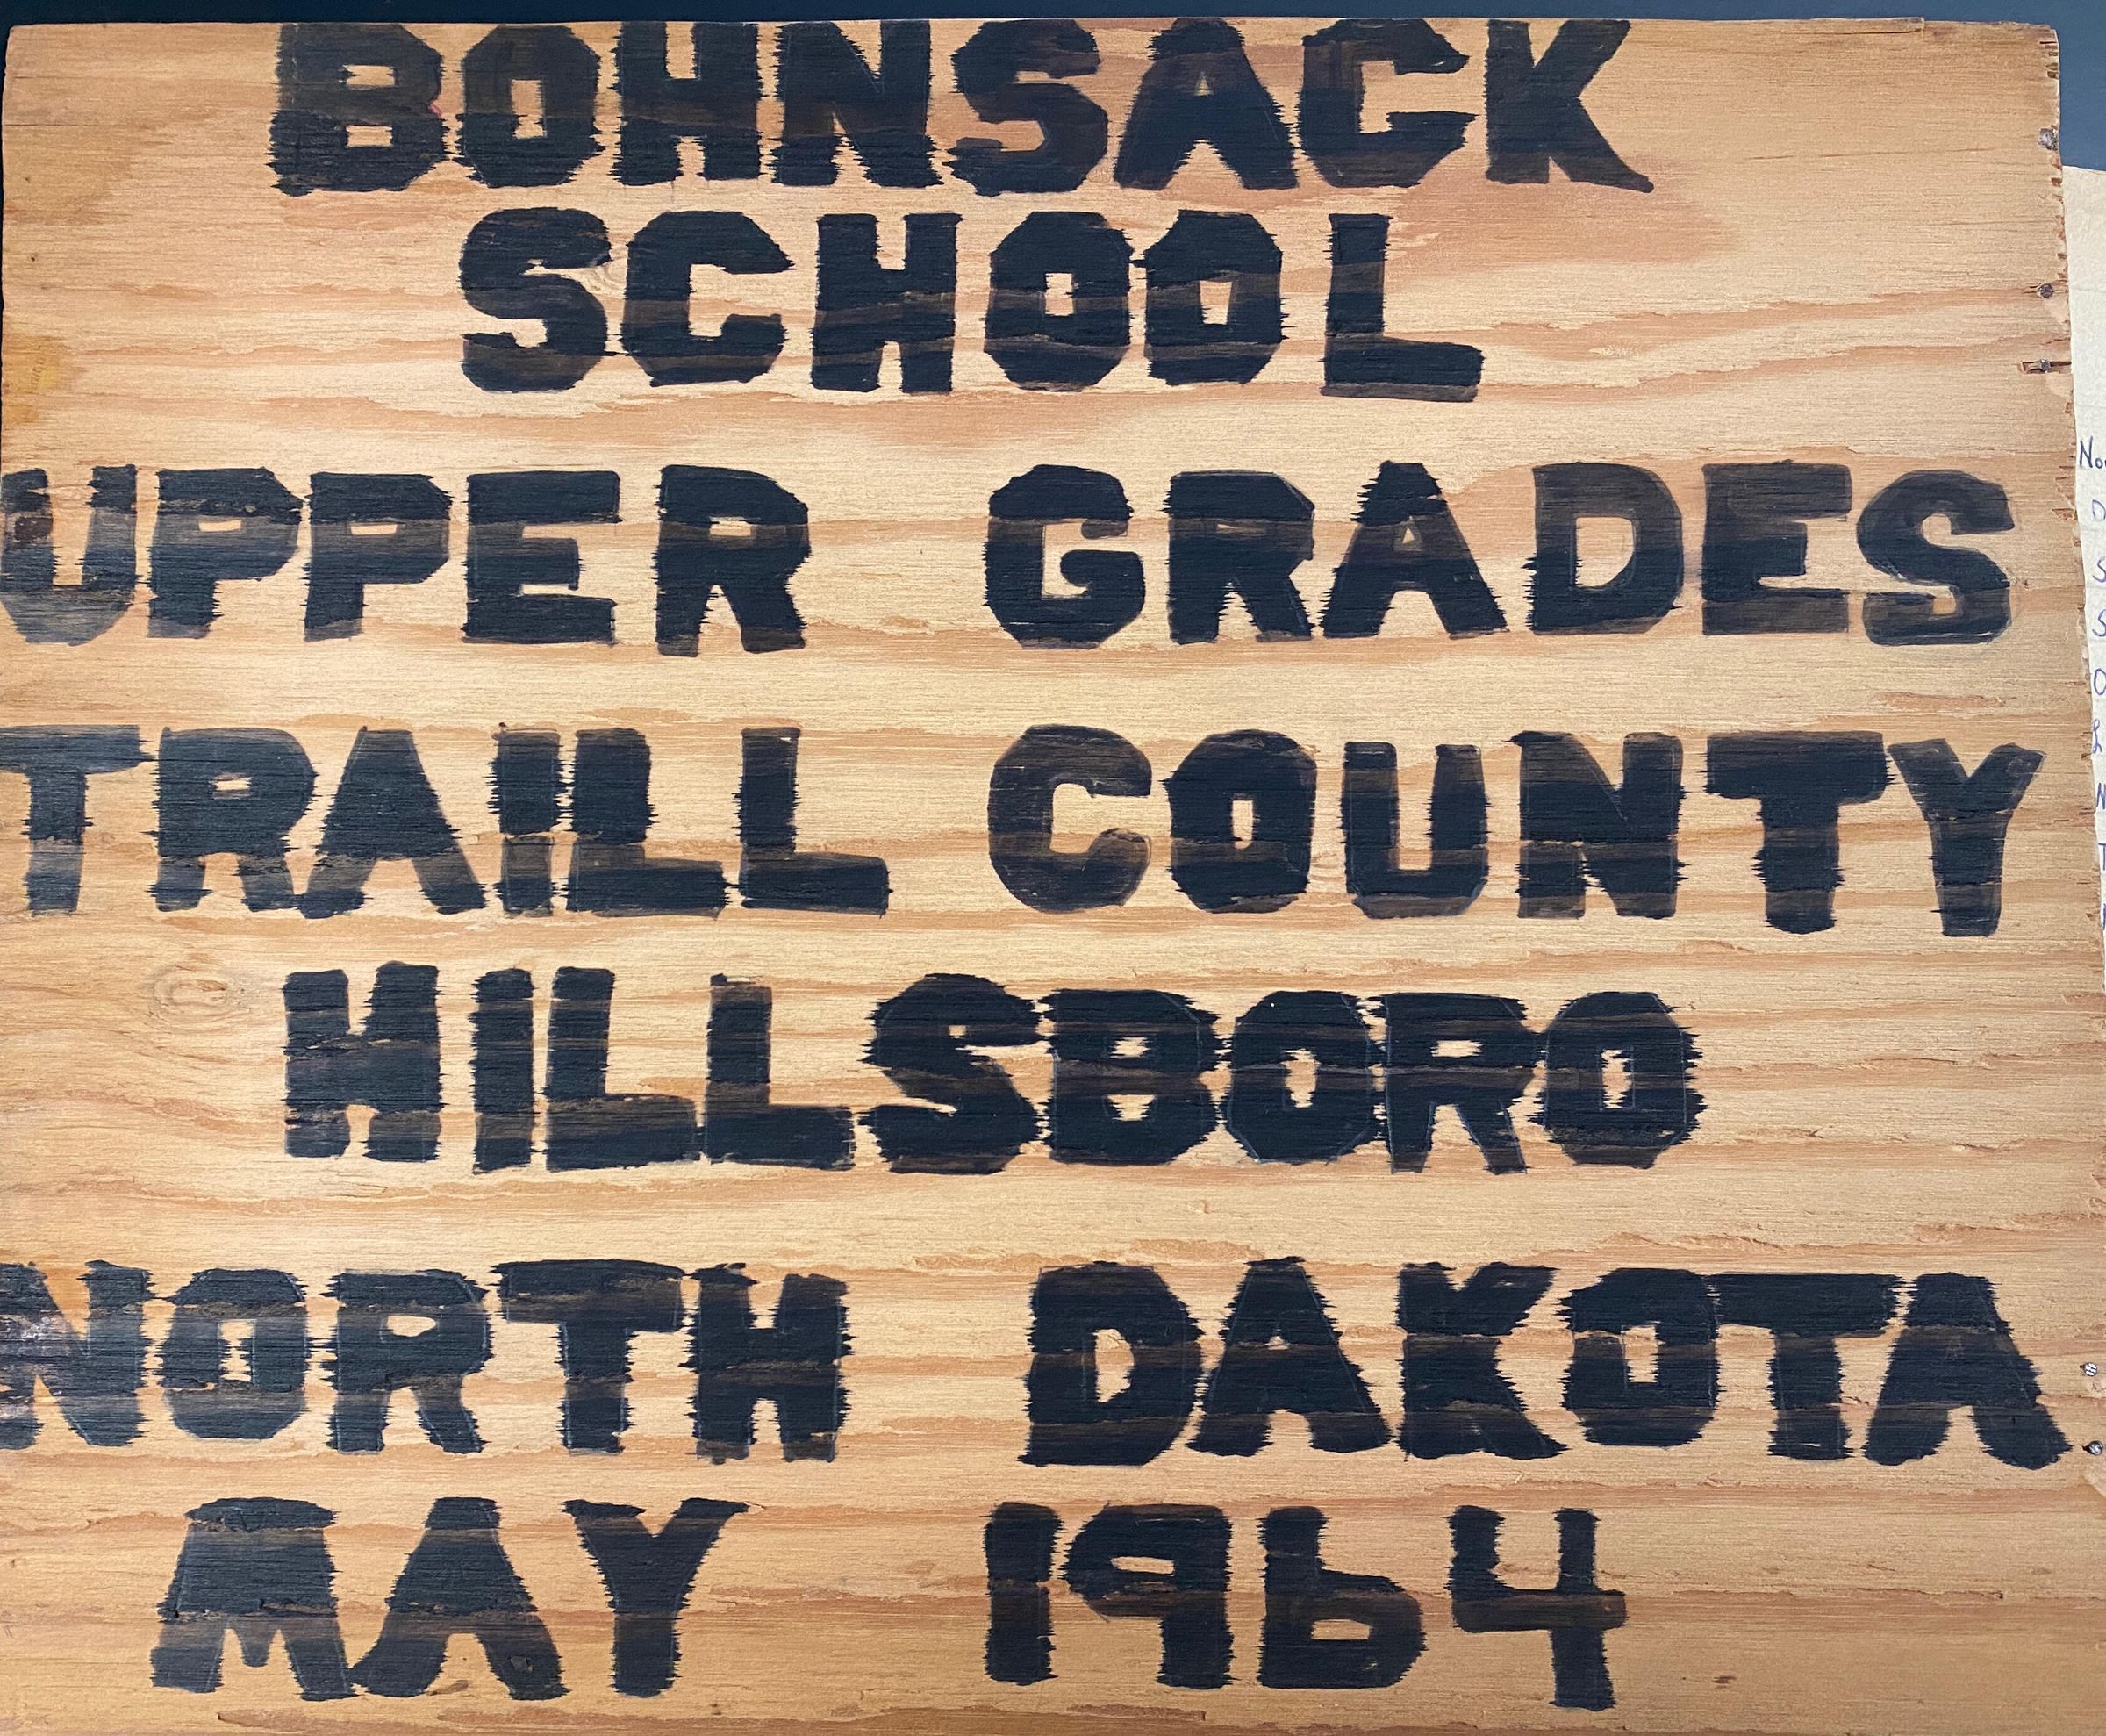 BOHNSACK
SCHOOL
UPPER GRADES
TRAILL COUNTY
HILLSBORO
NORTH DAKOTA
MAY 1964